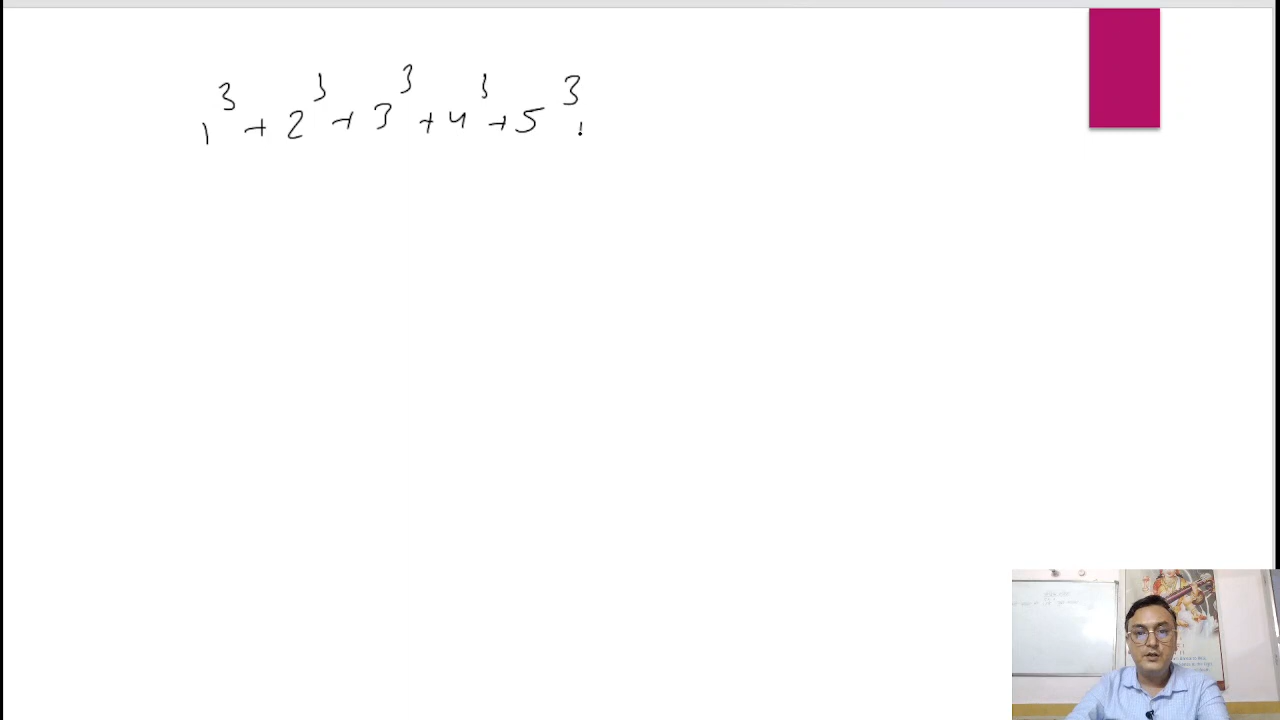 1³ + 2³ + 3³ + 4³ + 5³